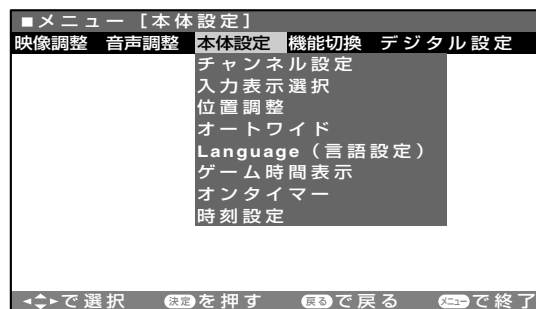 ■メニュー［本体設定］
映像調整 音声調整 本体設定 機能切換 デジタル設定
チャンネル設定
入力表示選択
位置調整
オートワイド
Language（言語設定）
ゲーム時間表示
オンタイマー
時刻設定
で選択 決定を押す 戻るで戻る メニューで終了